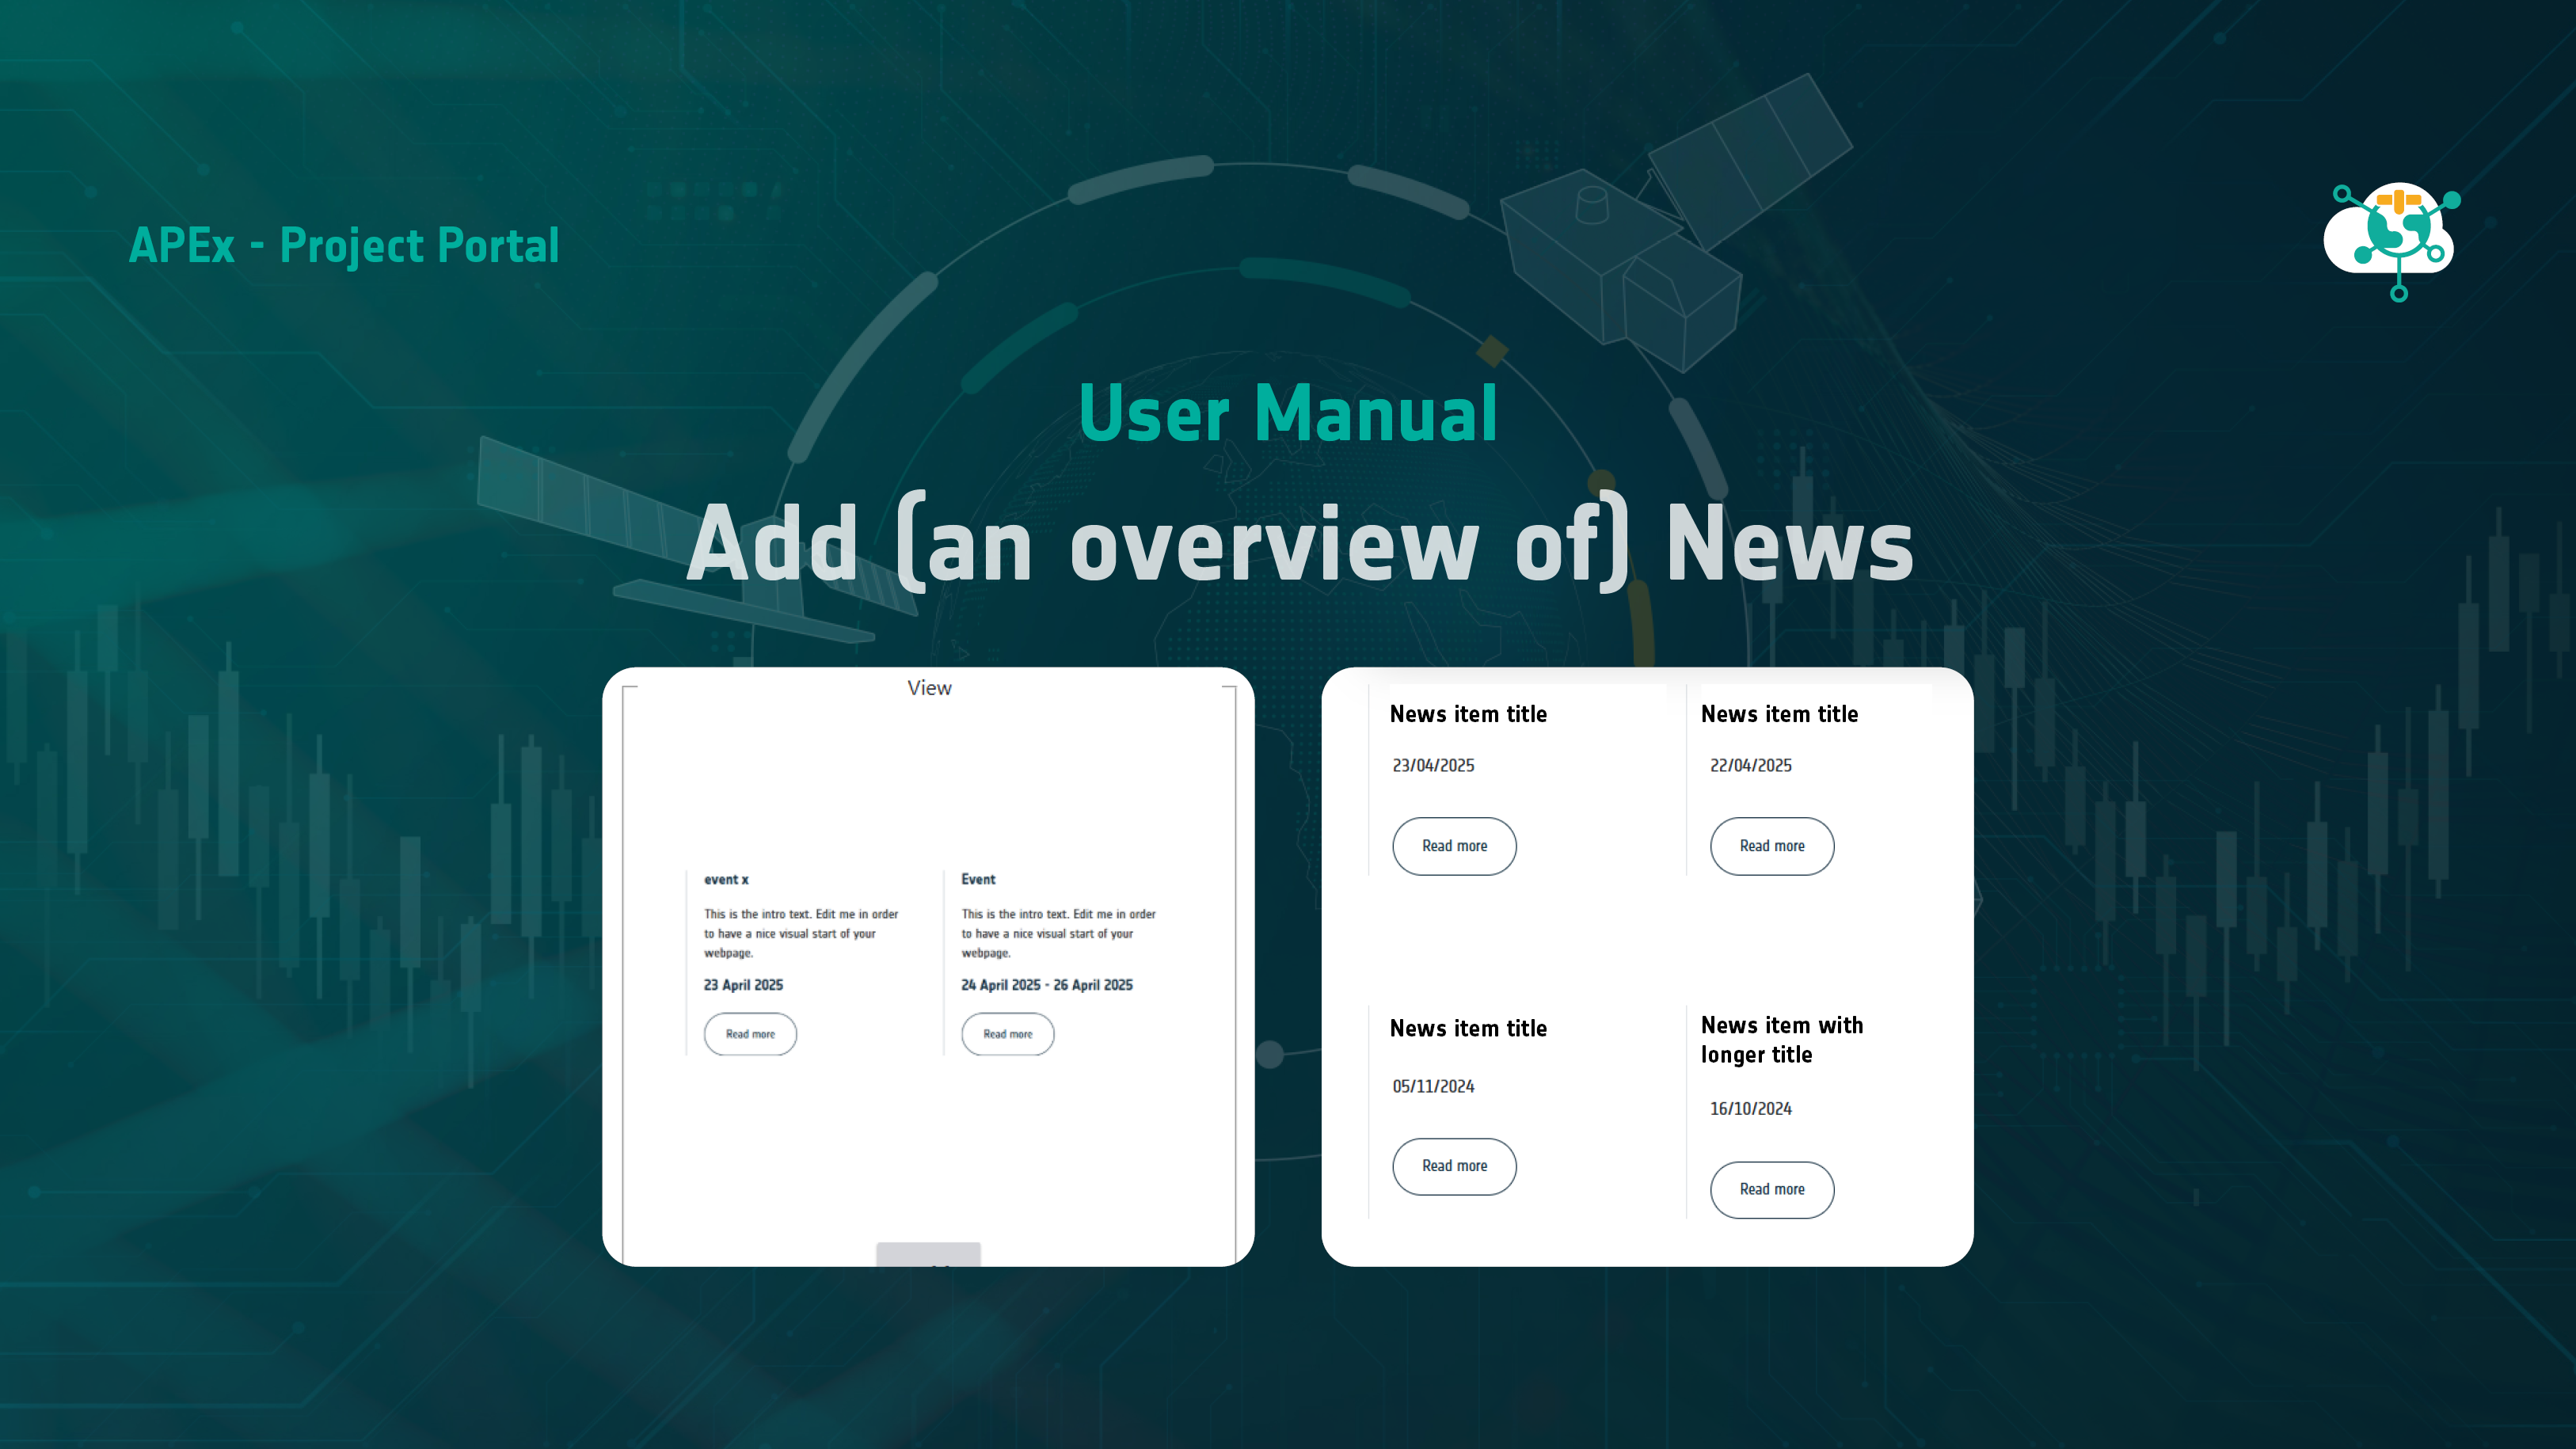 APEx - Project Portal
User Manual
Add (an overview of) News
View
event x
This is the intro text. Edit me in order
to have a nice visual start of your
webpage.
23 April 2025
Read more
Event
This is the intro text. Edit me in order
to have a nice visual start of your
webpage.
24 April 2025 - 26 April 2025
Read more
News item title
23/04/2025
Read more
News item title
22/04/2025
Read more
News item title
05/11/2024
Read more
News item with
longer title
16/10/2024
Read more